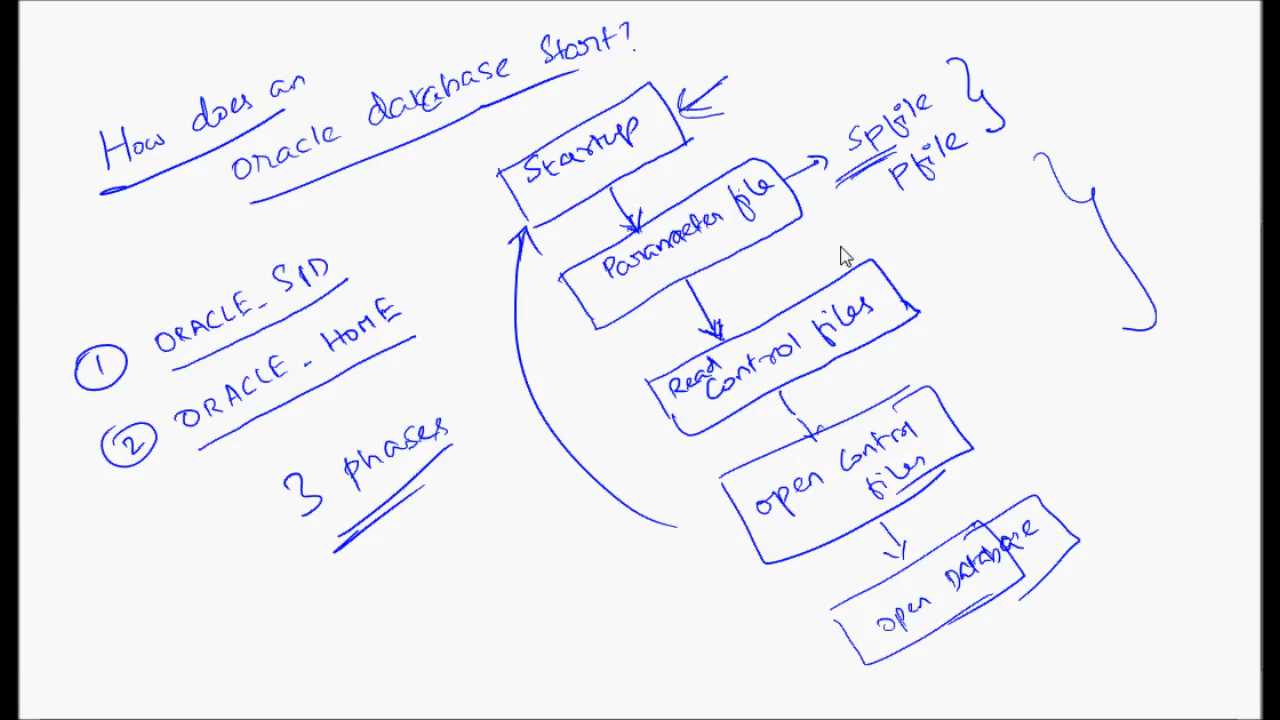 How does an
oracle database start?
Startup
Parameter file
spfile
pfile
Read
Control files
open Control
files
open Database
1 ORACLE_SID
2 ORACLE_HOME
3 phases